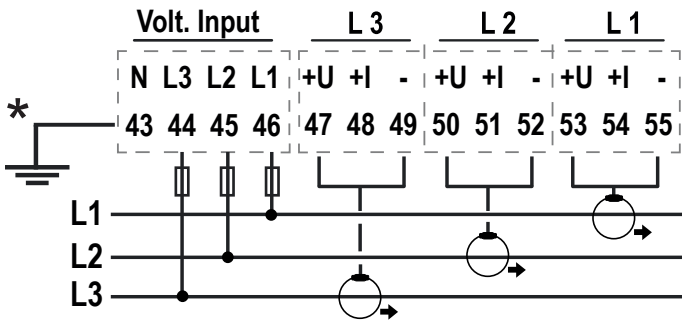 Volt. Input L 3 L 2 L 1
N L3 L2 L1 +U +I - +U +I - +U +I -
* 43 44 45 46 47 48 49 50 51 52 53 54 55
L1
L2
L3